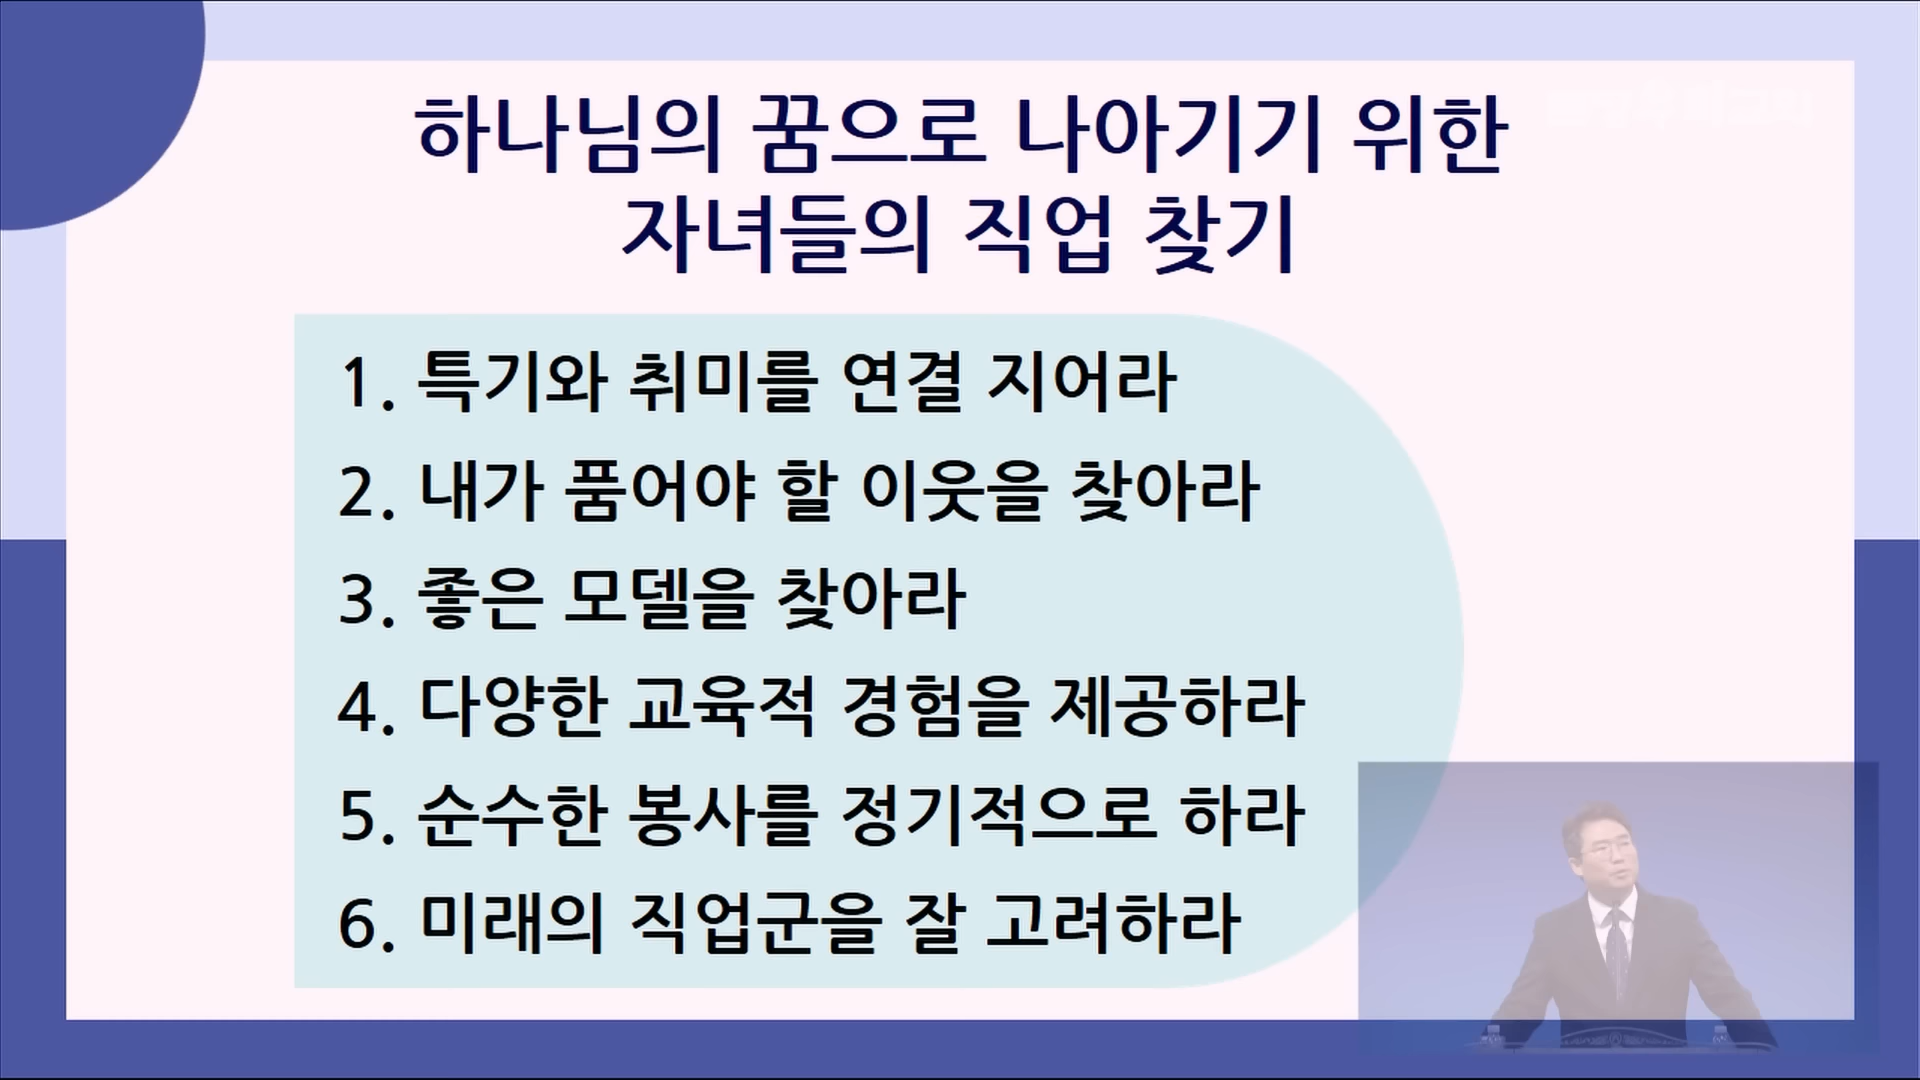 하나님의 꿈으로 나아기기 위한
자녀들의 직업 찾기
1. 특기와 취미를 연결 지어라
2. 내가 품어야 할 이웃을 찾아라
3. 좋은 모델을 찾아라
4. 다양한 교육적 경험을 제공하라
5. 순수한 봉사를 정기적으로 하라
6. 미래의 직업군을 잘 고려하라